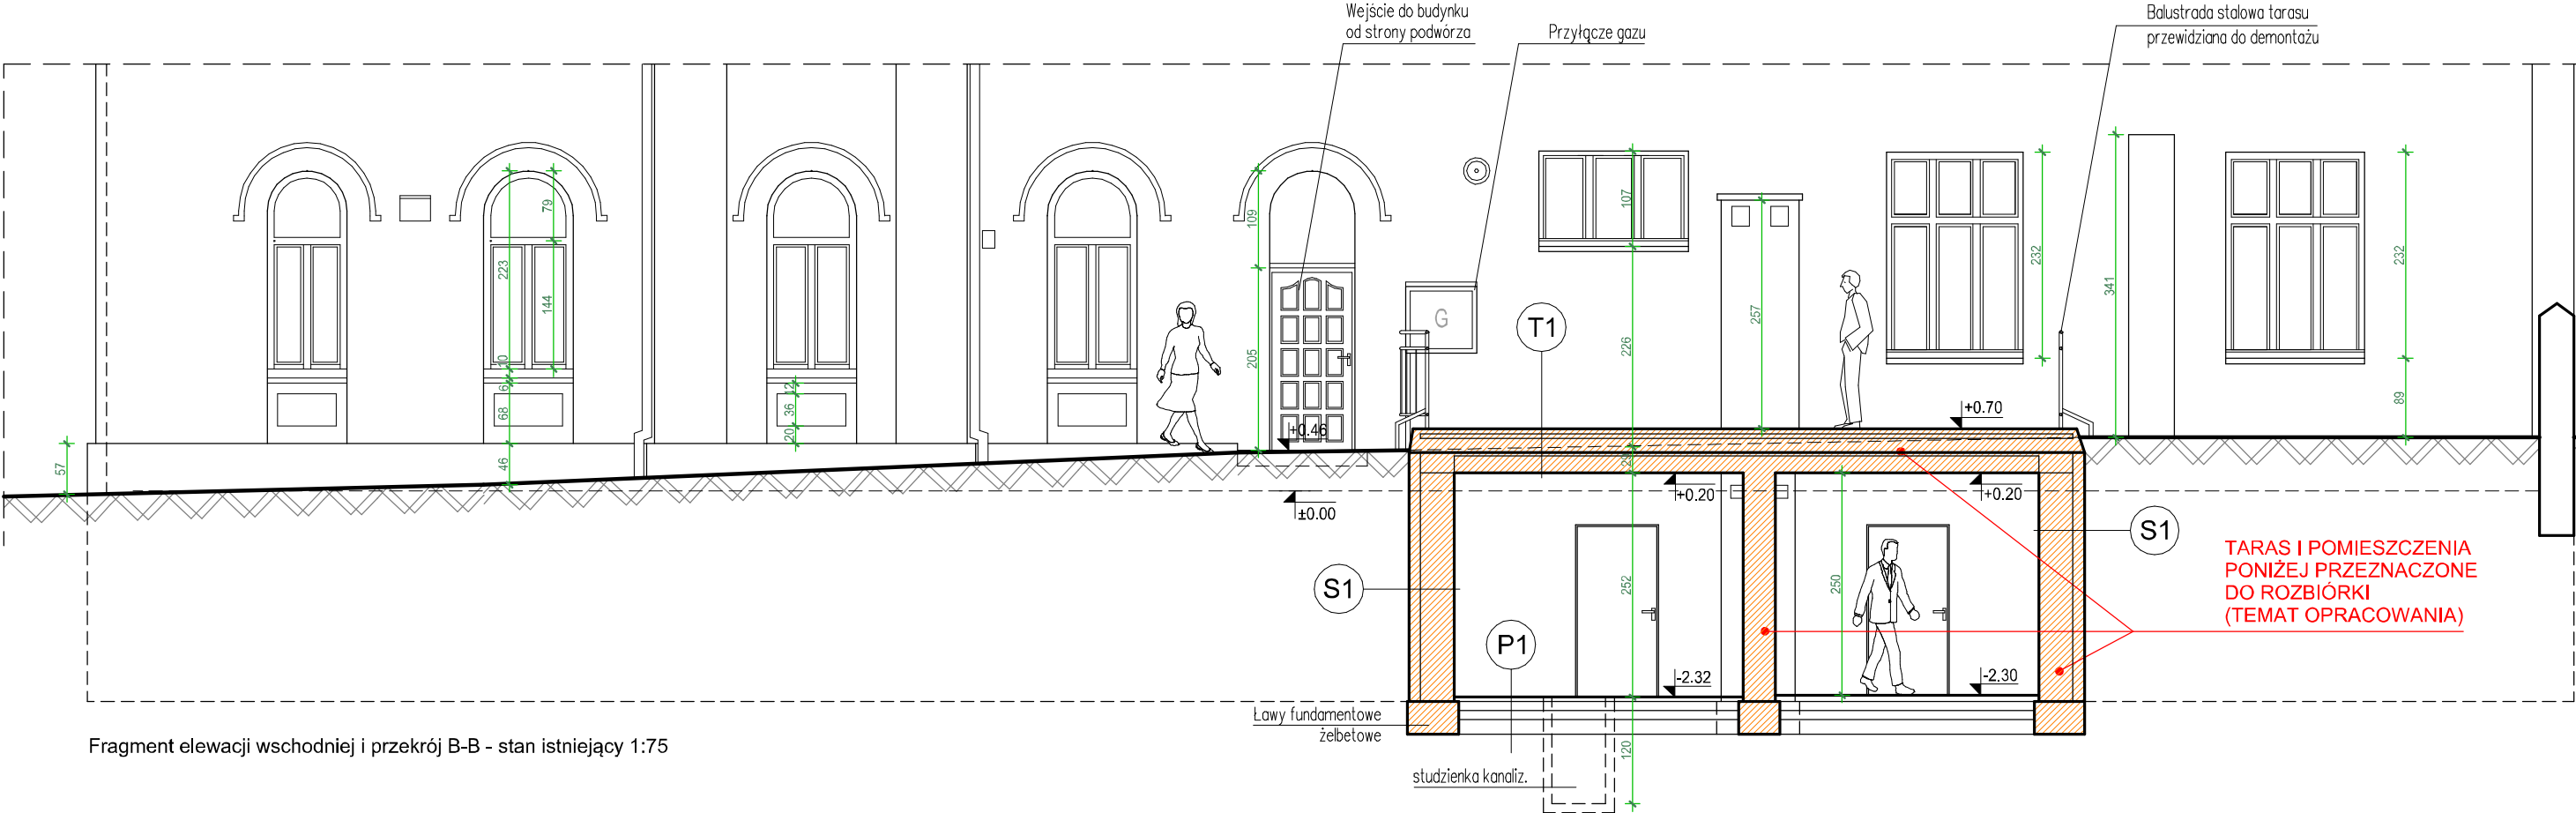 Wejście do budynku
od strony podwórza
Przyłącze gazu
Balustrada stalowa tarasu
przewidziana do demontażu
79
223
144
10
6
68
46
57
12
36
20
109
205
+0.46
G
T1
107
226
257
232
341
232
89
+0.70
+0.20
+0.20
±0.00
S1
S1
P1
252
250
-2.32
-2.30
120
TARAS I POMIESZCZENIA
PONIŻEJ PRZEZNACZONE
DO ROZBIÓRKI
(TEMAT OPRACOWANIA)
Ławy fundamentowe
żelbetowe
studzienka kanaliz.
Fragment elewacji wschodniej i przekrój B-B - stan istniejący 1:75